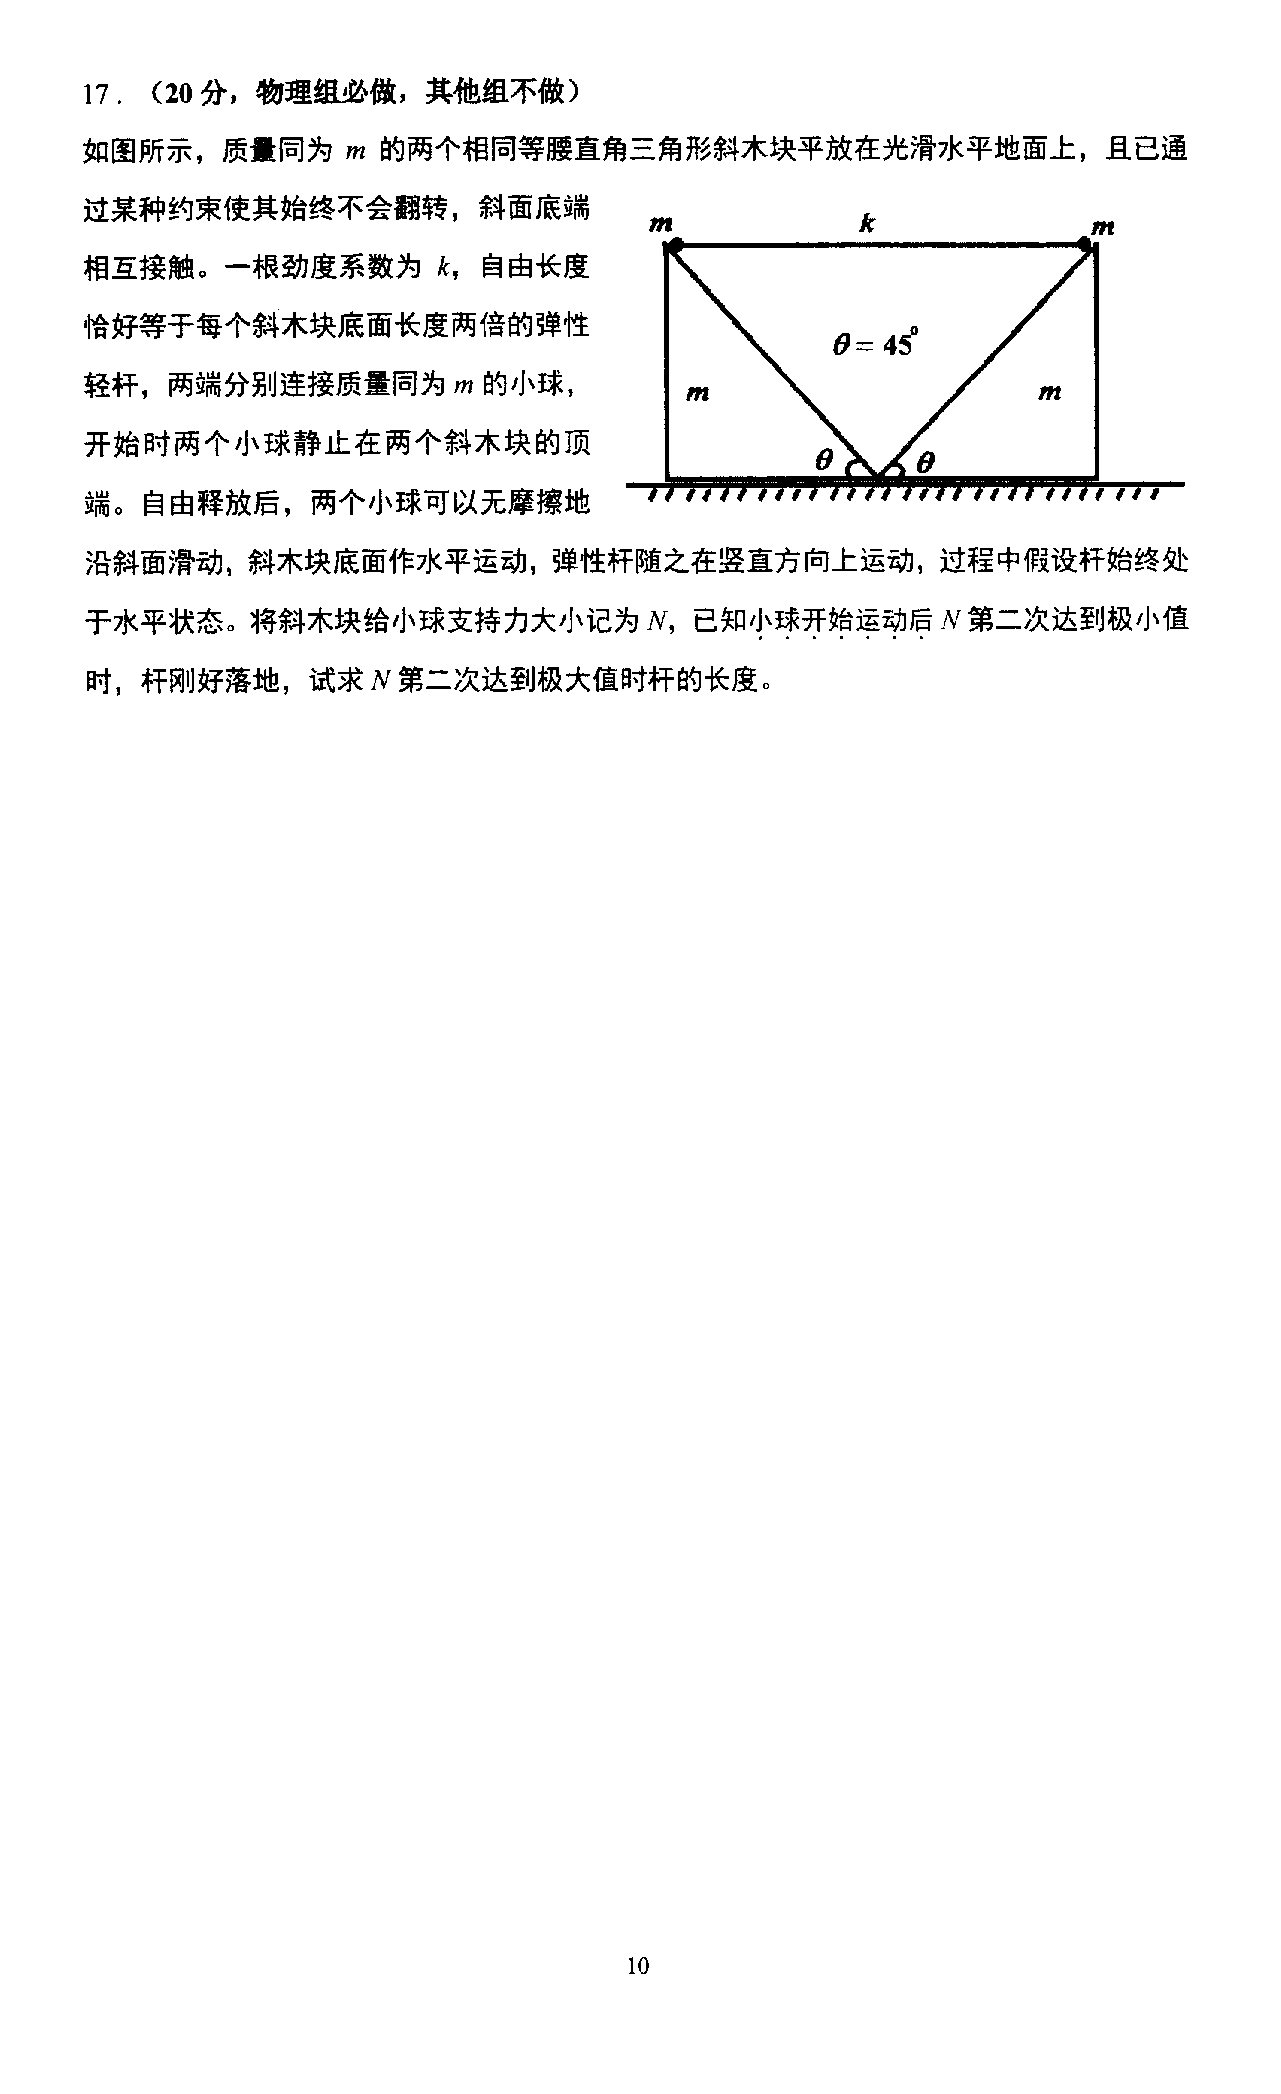 17．（20 分，物理组必做，其他组不做）
如图所示，质量同为 m 的两个相同等腰直角三角形斜木块平放在光滑水平地面上，且已通
过某种约束使其始终不会翻转，斜面底端
相互接触。一根劲度系数为 k，自由长度
恰好等于每个斜木块底面长度两倍的弹性
轻杆，两端分别连接质量同为 m 的小球，
开始时两个小球静止在两个斜木块的顶
端。自由释放后，两个小球可以无摩擦地
沿斜面滑动，斜木块底面作水平运动，弹性杆随之在竖直方向上运动，过程中假设杆始终处
于水平状态。将斜木块给小球支持力大小记为 N，已知小球开始运动后 N 第二次达到极小值
时，杆刚好落地，试求 N 第二次达到极大值时杆的长度。
m k m
θ = 45°
m m
θ θ
10